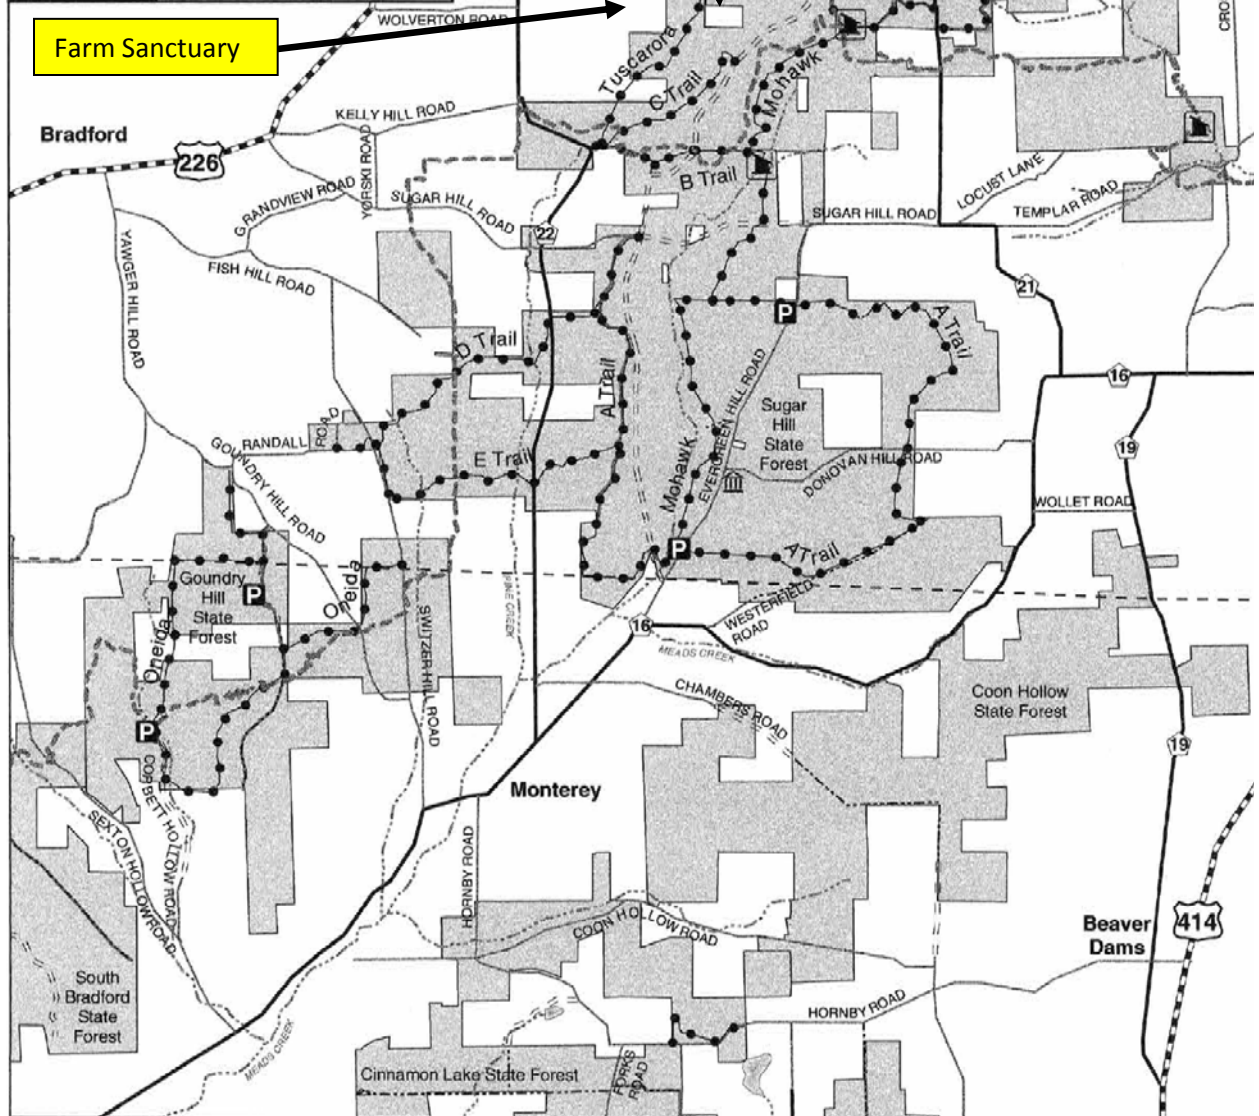 WOLVERTON ROAD
CRO
Farm Sanctuary
Tuscarora
C Trail
Mohawk
KELLY HILL ROAD
Bradford
226
YORSKI ROAD
B Trail
LOCUST LANE
GRANDVIEW ROAD
SUGAR HILL ROAD
SUGAR HILL ROAD
TEMPLAR ROAD
22
YAWGER HILL ROAD
FISH HILL ROAD
21
P
A Trail
D Trail
A Trail
16
EVERGREEN HILL ROAD
Sugar
Hill
State
Forest
RANDALL
ROAD
GOUNDRY HILL ROAD
E Trail
Mohawk
DONOVAN HILL ROAD
19
WOLLET ROAD
P
A Trail
Goundry
Hill
State
Forest
P
Oneida
Oneida
PINE CREEK
SWITZER HILL ROAD
16
WESTERFIELD
ROAD
MEADS CREEK
CHAMBERS ROAD
Coon Hollow
State Forest
P
19
CORBETT HOLLOW ROAD
Monterey
SEXTON HOLLOW ROAD
HORNBY ROAD
COON HOLLOW ROAD
Beaver
Dams
414
South
Bradford
State
Forest
HORNBY ROAD
MEADS CREEK
Cinnamon Lake State Forest
FORKS
ROAD